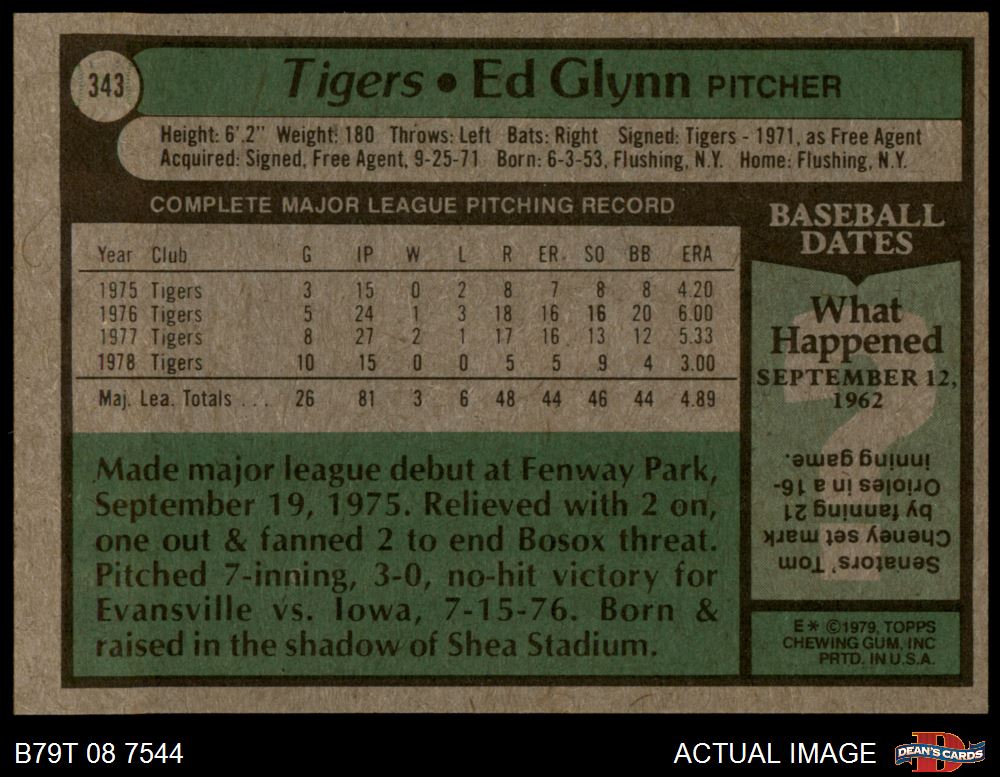 343
Tigers • Ed Glynn PITCHER
Height: 6'.2" Weight: 180 Throws: Left Bats: Right Signed: Tigers - 1971, as Free Agent
Acquired: Signed, Free Agent, 9-25-71 Born: 6-3-53, Flushing, N.Y. Home: Flushing, N.Y.
COMPLETE MAJOR LEAGUE PITCHING RECORD
Year Club G IP W L R ER SO BB ERA
1975 Tigers 3 15 0 2 8 7 8 8 4.20
1976 Tigers 5 24 1 3 18 16 16 20 6.00
1977 Tigers 8 27 2 1 17 16 13 12 5.33
1978 Tigers 10 15 0 0 5 5 9 4 3.00
Maj. Lea. Totals . . . 26 81 3 6 48 44 46 44 4.89
Made major league debut at Fenway Park,
September 19, 1975. Relieved with 2 on,
one out & fanned 2 to end Bosox threat.
Pitched 7-inning, 3-0, no-hit victory for
Evansville vs. Iowa, 7-15-76. Born &
raised in the shadow of Shea Stadium.
BASEBALL
DATES
What
Happened
SEPTEMBER 12,
1962
?
Senators' Tom
Cheney set mark
by fanning 21
Orioles in a 16-
inning game.
E* ©1979, TOPPS
CHEWING GUM, INC
PRTD. IN U.S.A.
B79T 08 7544
ACTUAL IMAGE
D
DEAN'S CARDS